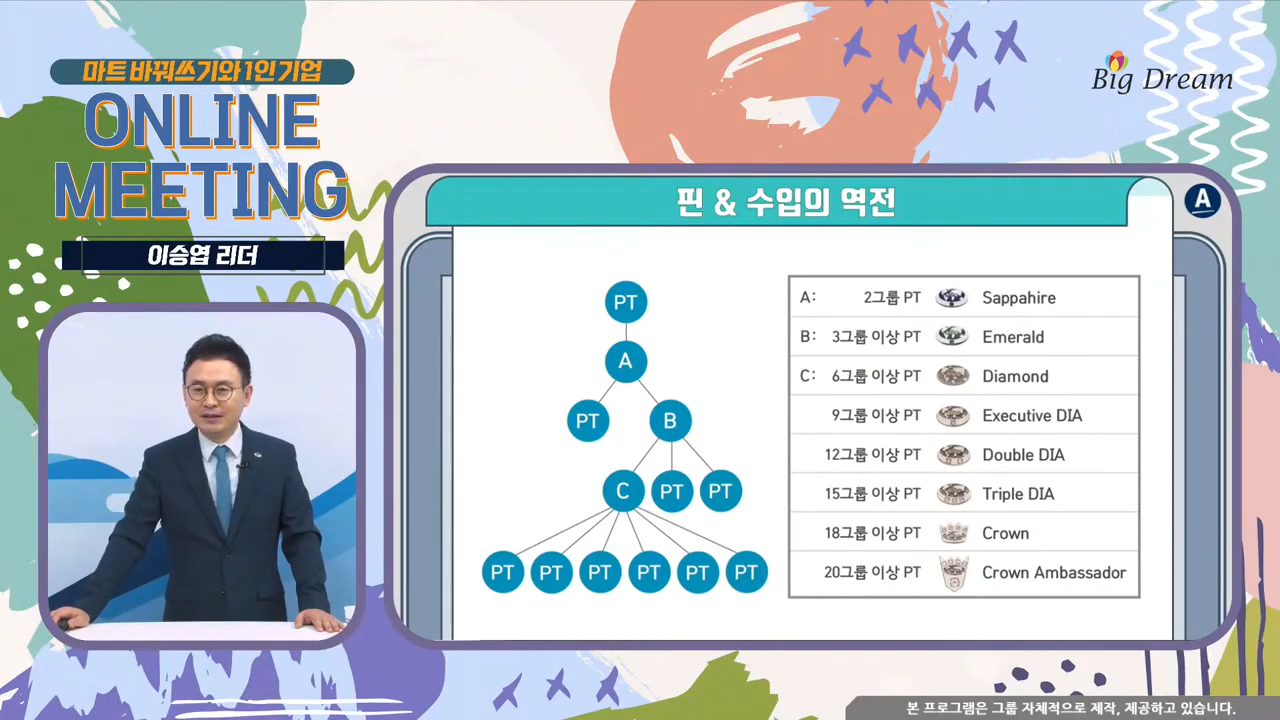 마트 바꿔쓰기와 1인 기업
ONLINE
MEETING
이승엽 리더
Big Dream
핀 & 수입의 역전
A
PT
A
PT
B
C
PT
PT
PT
PT
PT
PT
PT
PT
A: 2그룹 PT Sappahire
B: 3그룹 이상 PT Emerald
C: 6그룹 이상 PT Diamond
9그룹 이상 PT Executive DIA
12그룹 이상 PT Double DIA
15그룹 이상 PT Triple DIA
18그룹 이상 PT Crown
20그룹 이상 PT Crown Ambassador
본 프로그램은 그룹 자체적으로 제작, 제공하고 있습니다.